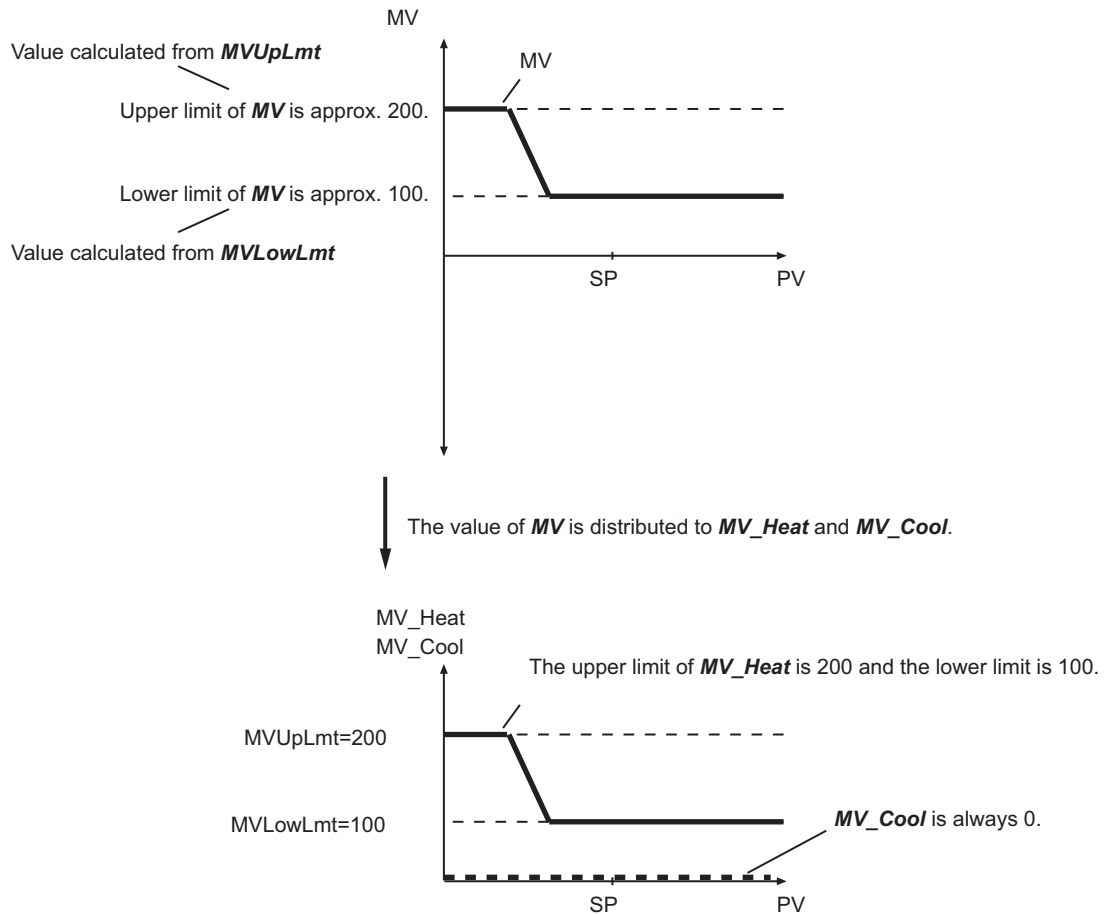 MV
Value calculated from MVUpLmt
MV
Upper limit of MV is approx. 200.
Lower limit of MV is approx. 100.
Value calculated from MVLowLmt
SP
PV
The value of MV is distributed to MV_Heat and MV_Cool.
MV_Heat
MV_Cool
The upper limit of MV_Heat is 200 and the lower limit is 100.
MVUpLmt=200
MVLowLmt=100
MV_Cool is always 0.
SP
PV